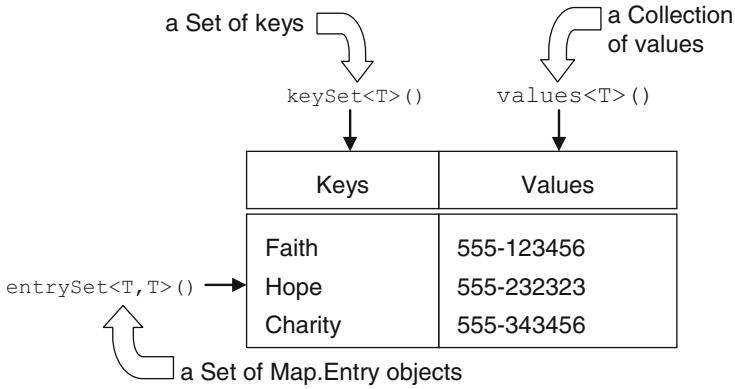 a Set of keys
a Collection
of values
keySet<T>()
values<T>()
Keys
Values
Faith
555-123456
entrySet<T,T>()
Hope
555-232323
Charity
555-343456
a Set of Map.Entry objects